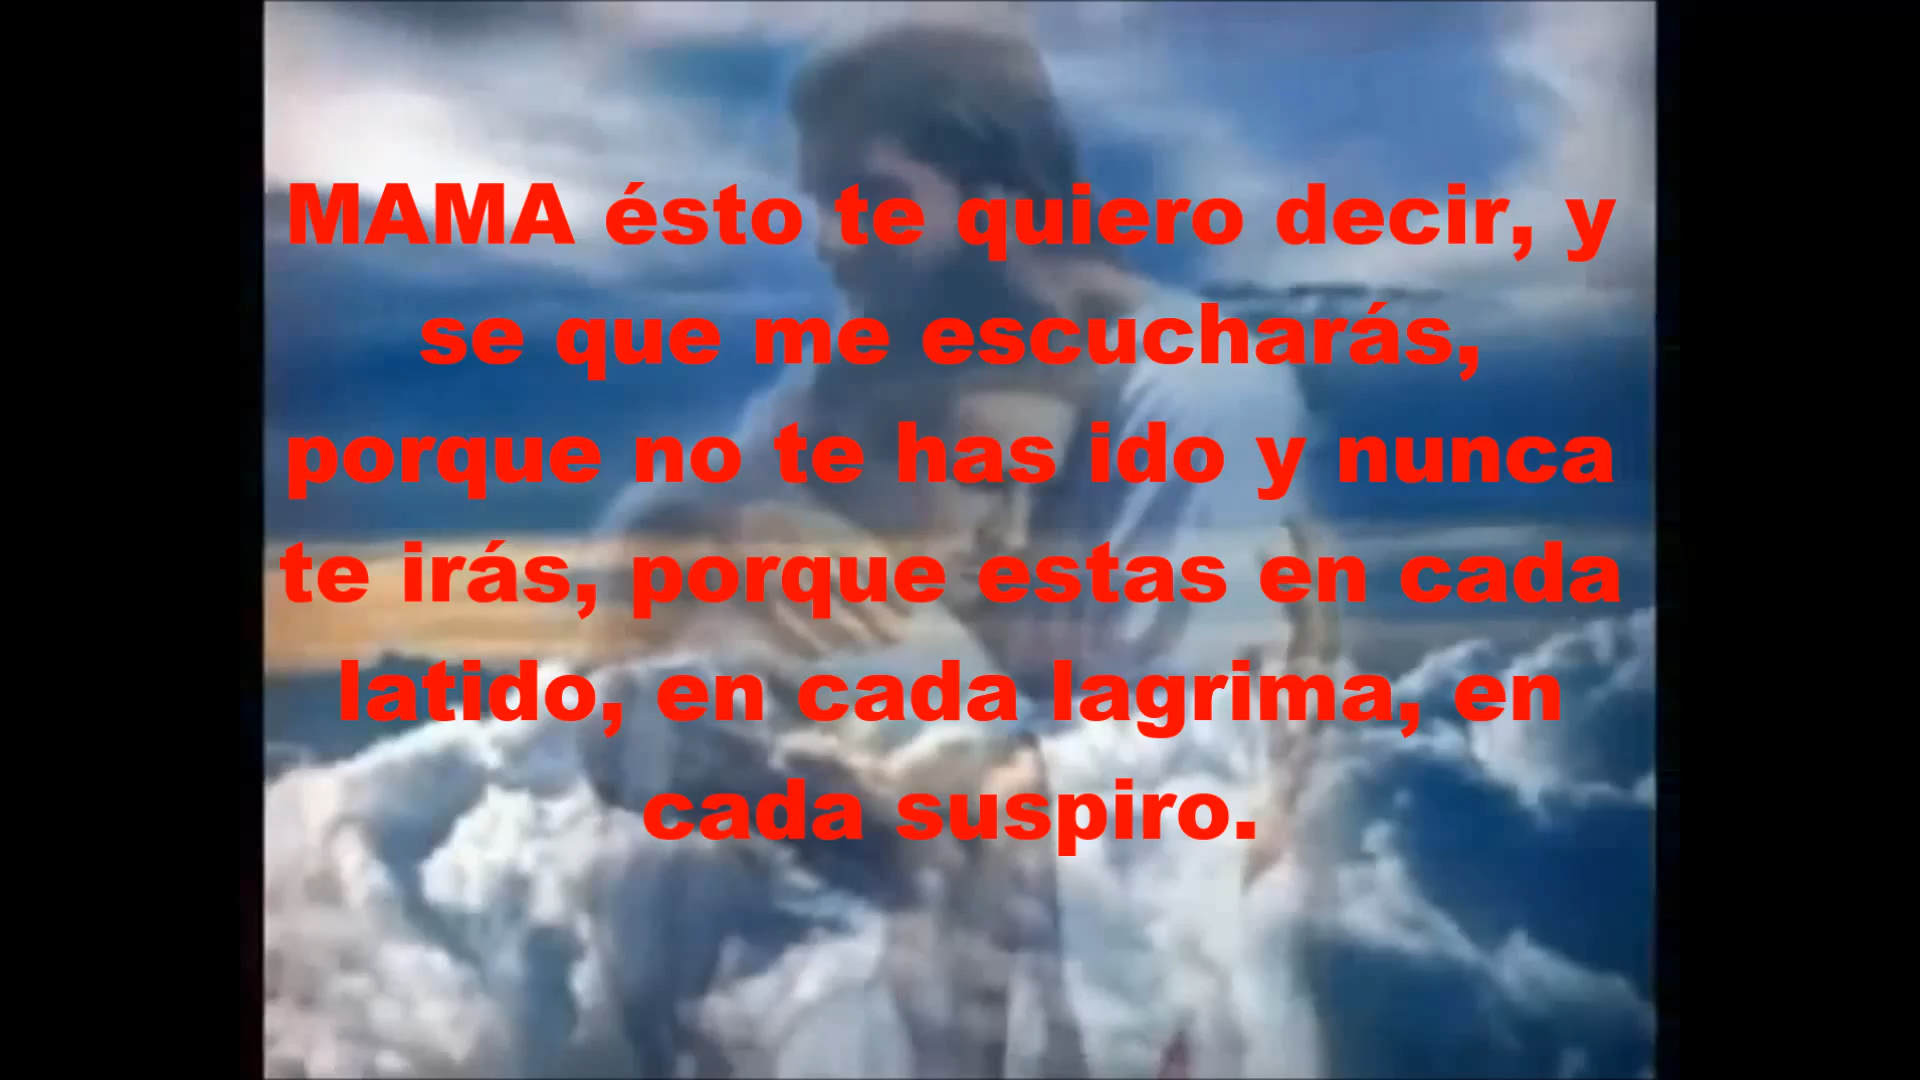 MAMA ésto te quiero decir, y
se que me escucharás,
porque no te has ido y nunca
te irás, porque estas en cada
latido, en cada lagrima, en
cada suspiro.